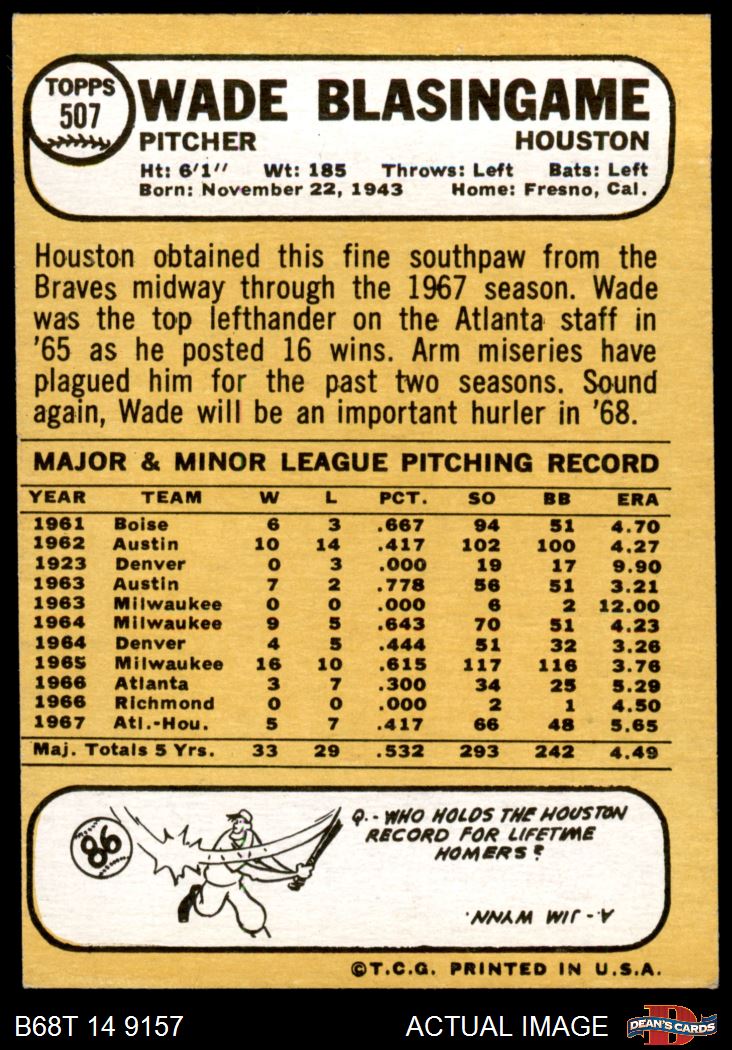 TOPPS
507
WADE BLASINGAME
PITCHER HOUSTON
Ht: 6'1" Wt: 185 Throws: Left Bats: Left
Born: November 22, 1943 Home: Fresno, Cal.
Houston obtained this fine southpaw from the
Braves midway through the 1967 season. Wade
was the top lefthander on the Atlanta staff in
'65 as he posted 16 wins. Arm miseries have
plagued him for the past two seasons. Sound
again, Wade will be an important hurler in '68.
MAJOR & MINOR LEAGUE PITCHING RECORD
YEAR TEAM W L PCT. SO BB ERA
1961 Boise 6 3 .667 94 51 4.70
1962 Austin 10 14 .417 102 100 4.27
1923 Denver 0 3 .000 19 17 9.90
1963 Austin 7 2 .778 56 51 3.21
1963 Milwaukee 0 0 .000 6 2 12.00
1964 Milwaukee 9 5 .643 70 51 4.23
1964 Denver 4 5 .444 51 32 3.26
1965 Milwaukee 16 10 .615 117 116 3.76
1966 Atlanta 3 7 .300 34 25 5.29
1966 Richmond 0 0 .000 2 1 4.50
1967 Atl.-Hou. 5 7 .417 66 48 5.65
Maj. Totals 5 Yrs. 33 29 .532 293 242 4.49
86
Q.- WHO HOLDS THE HOUSTON
RECORD FOR LIFETIME
HOMERS?
A- JIM WYNN.
©T.C.G. PRINTED IN U.S.A.
B68T 14 9157 ACTUAL IMAGE
D
DEAN'S CARDS